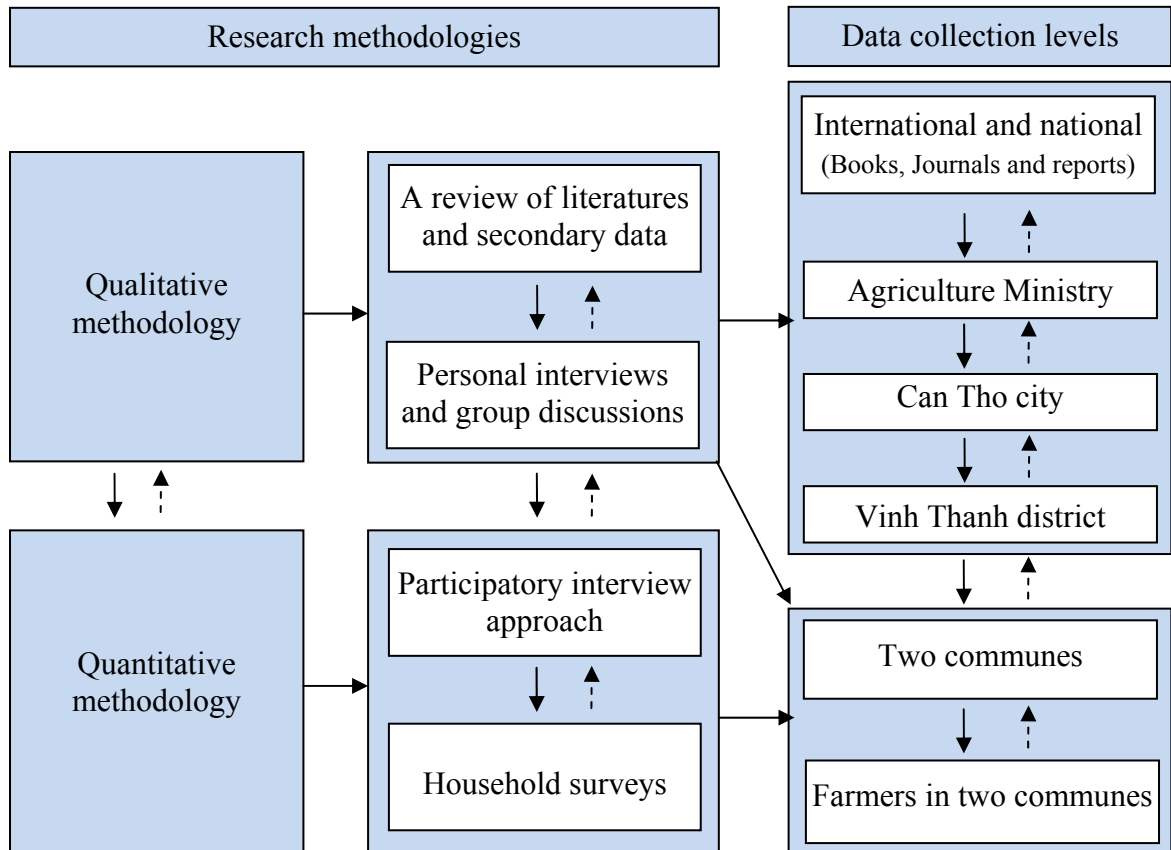 Research methodologies
Data collection levels
Qualitative
methodology
A review of literatures
and secondary data
Personal interviews
and group discussions
International and national
(Books, Journals and reports)
Agriculture Ministry
Can Tho city
Vinh Thanh district
Quantitative
methodology
Participatory interview
approach
Household surveys
Two communes
Farmers in two communes